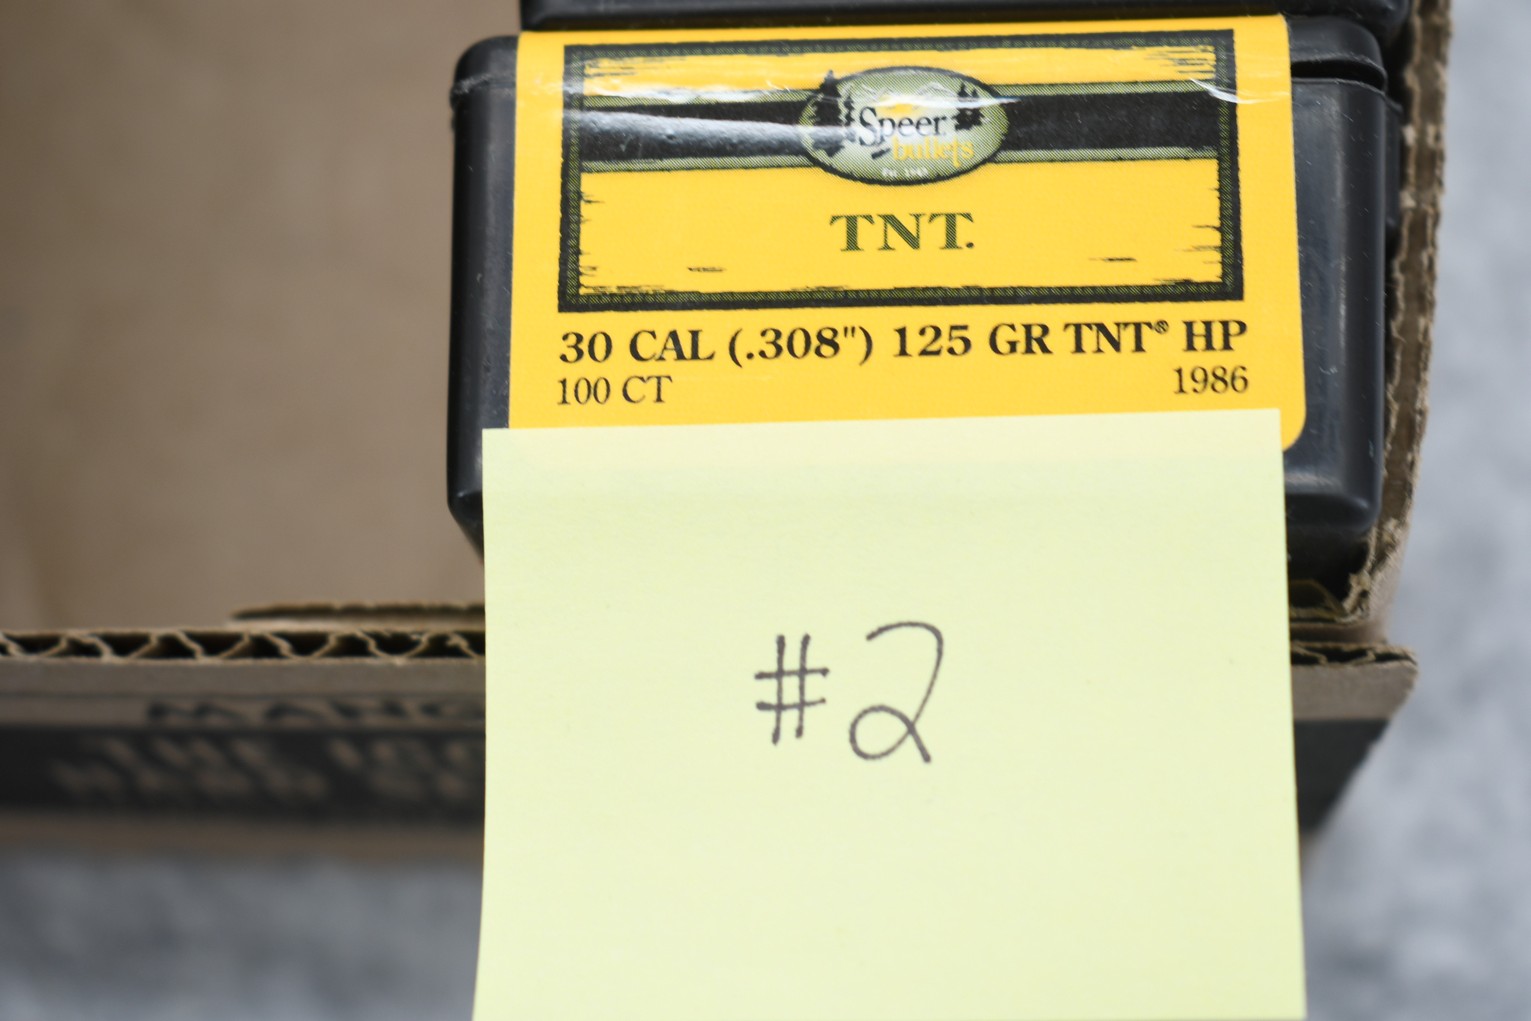 Speer
bullets
TNT.
30 CAL (.308") 125 GR TNT® HP
100 CT 1986
#2